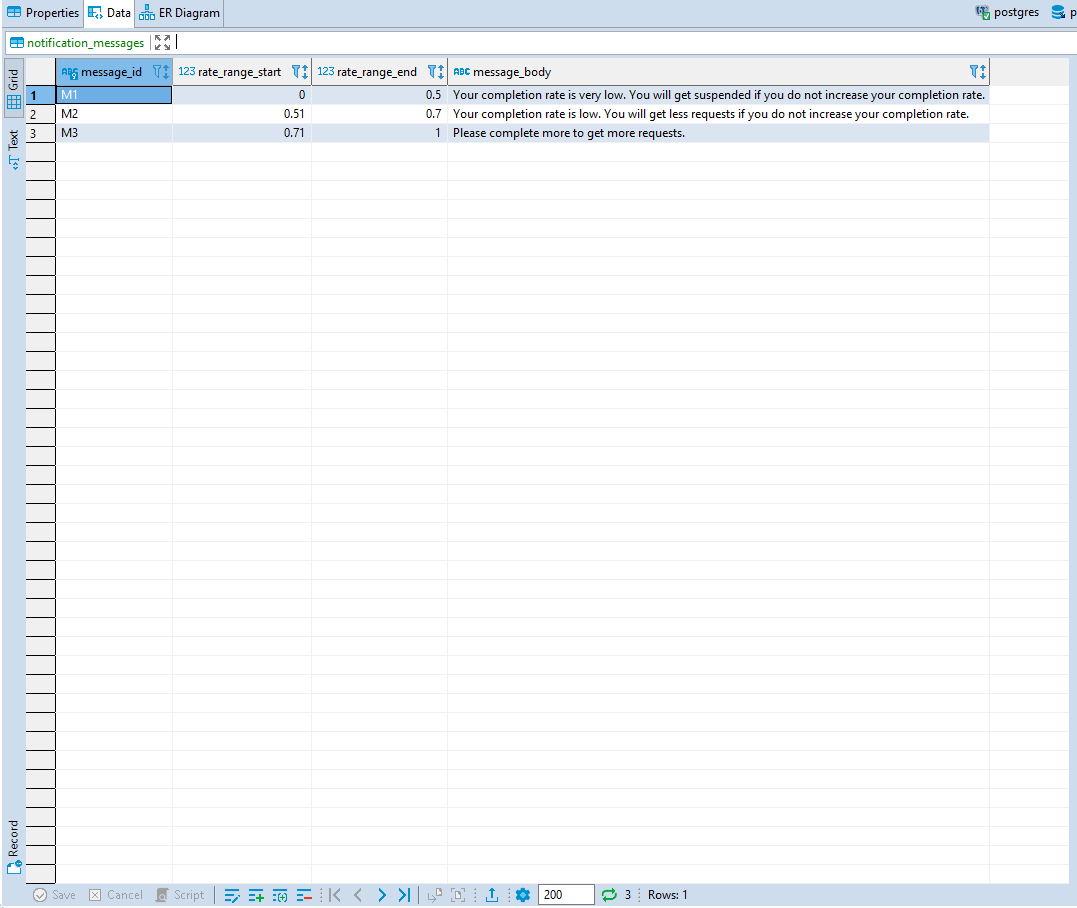 Properties Data ER Diagram postgres p
notification_messages
Grid
Text
Record
ABC message_id 123 rate_range_start 123 rate_range_end ABC message_body
1 M1 0 0.5 Your completion rate is very low. You will get suspended if you do not increase your completion rate.
2 M2 0.51 0.7 Your completion rate is low. You will get less requests if you do not increase your completion rate.
3 M3 0.71 1 Please complete more to get more requests.
Save Cancel Script 200 3 Rows: 1